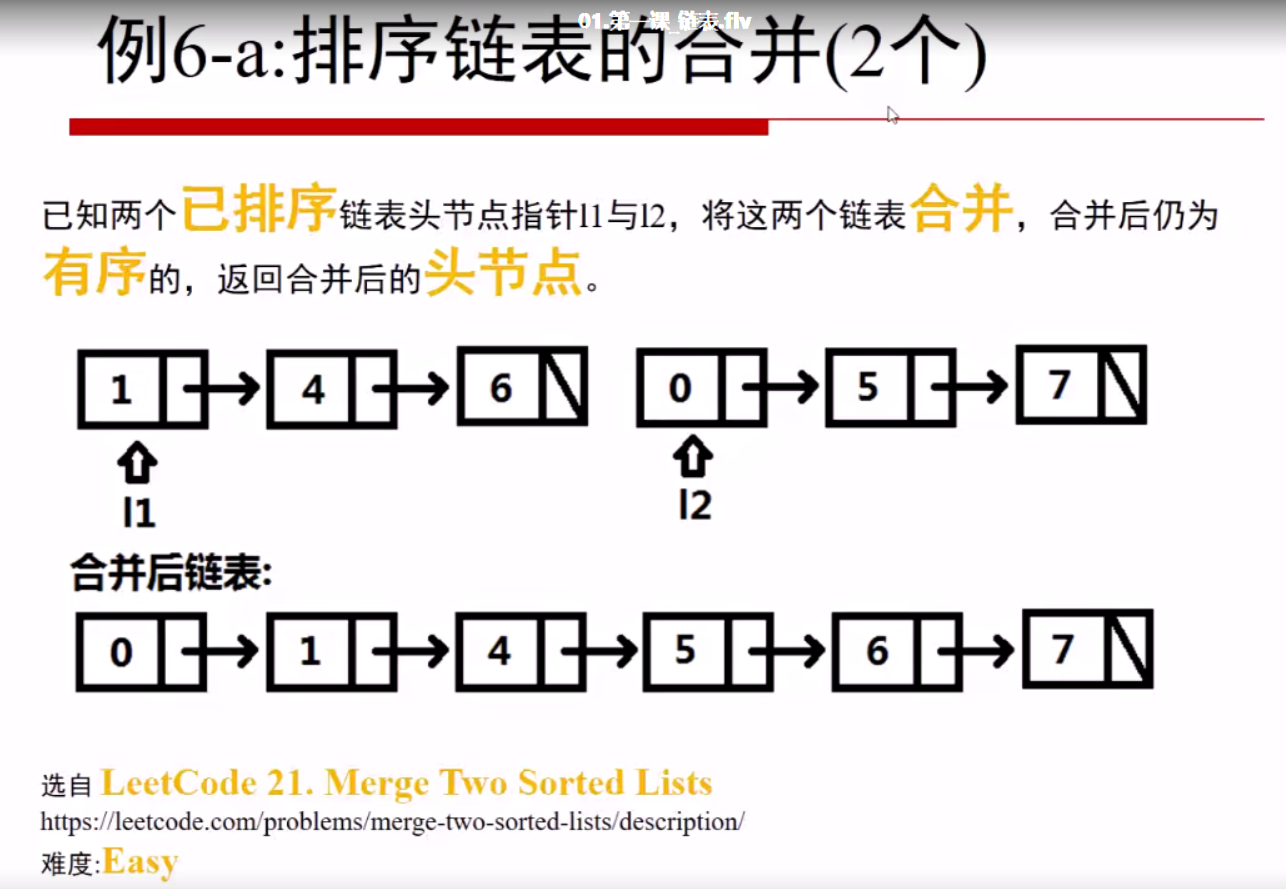 01.第一课_链表.flv
例6-a:排序链表的合并(2个)
已知两个已排序链表头节点指针l1与l2，将这两个链表合并，合并后仍为
有序的，返回合并后的头节点。
1 4 6 0 5 7
l1 l2
合并后链表:
0 1 4 5 6 7
选自 LeetCode 21. Merge Two Sorted Lists
https://leetcode.com/problems/merge-two-sorted-lists/description/
难度:Easy